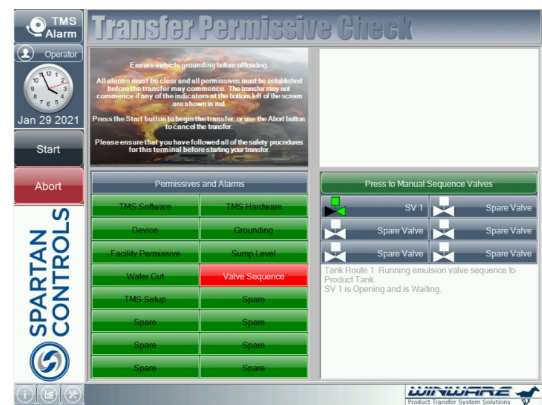 TMS
Alarm
Transfer Permissive Check
Operator
12
Jan 29 2021
Start
Abort
SPARTAN
CONTROLS
Ensure vehicle grounding before offloading.
All alarms must be clear and all permissives must be established
before the transfer may commence. The transfer may not
commence if any of the indicators at the bottom left of the screen
are shown in red.
Press the Start button to begin the transfer, or use the Abort button
to cancel the transfer.
Please ensure that you have followed all of the safety procedures
for this terminal before starting your transfer.
Permissives and Alarms
TMS Software
TMS Hardware
Device
Grounding
Facility Permissive
Sump Level
Water Cut
Valve Sequence
TMS Setup
Spare
Spare
Spare
Spare
Spare
Spare
Spare
Press to Manual Sequence Valves
SV 1
Spare Valve
Spare Valve
Spare Valve
Spare Valve
Spare Valve
Tank Route 1: Running emulsion valve sequence to
Product Tank.
SV 1 is Opening and is Waiting.
WINWARE
Product Transfer System Solutions